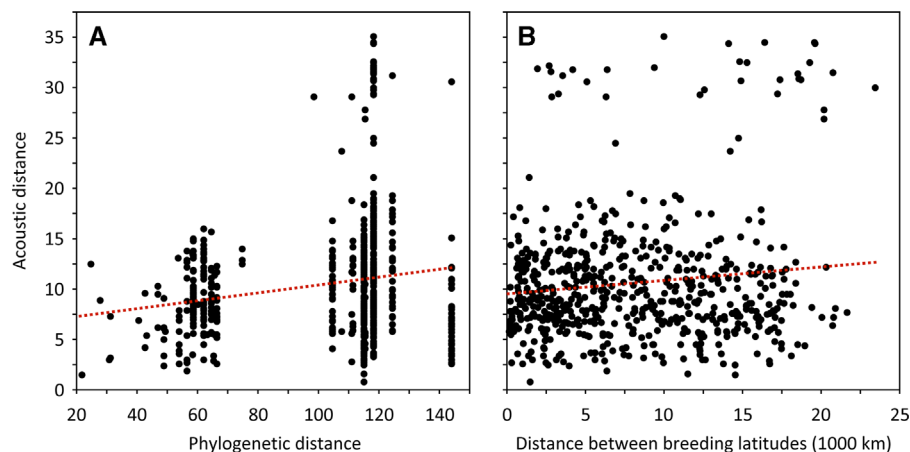 A
B
Acoustic distance
35
30
25
20
15
10
5
0
20 40 60 80 100 120 140
0 5 10 15 20 25
Phylogenetic distance
Distance between breeding latitudes (1000 km)